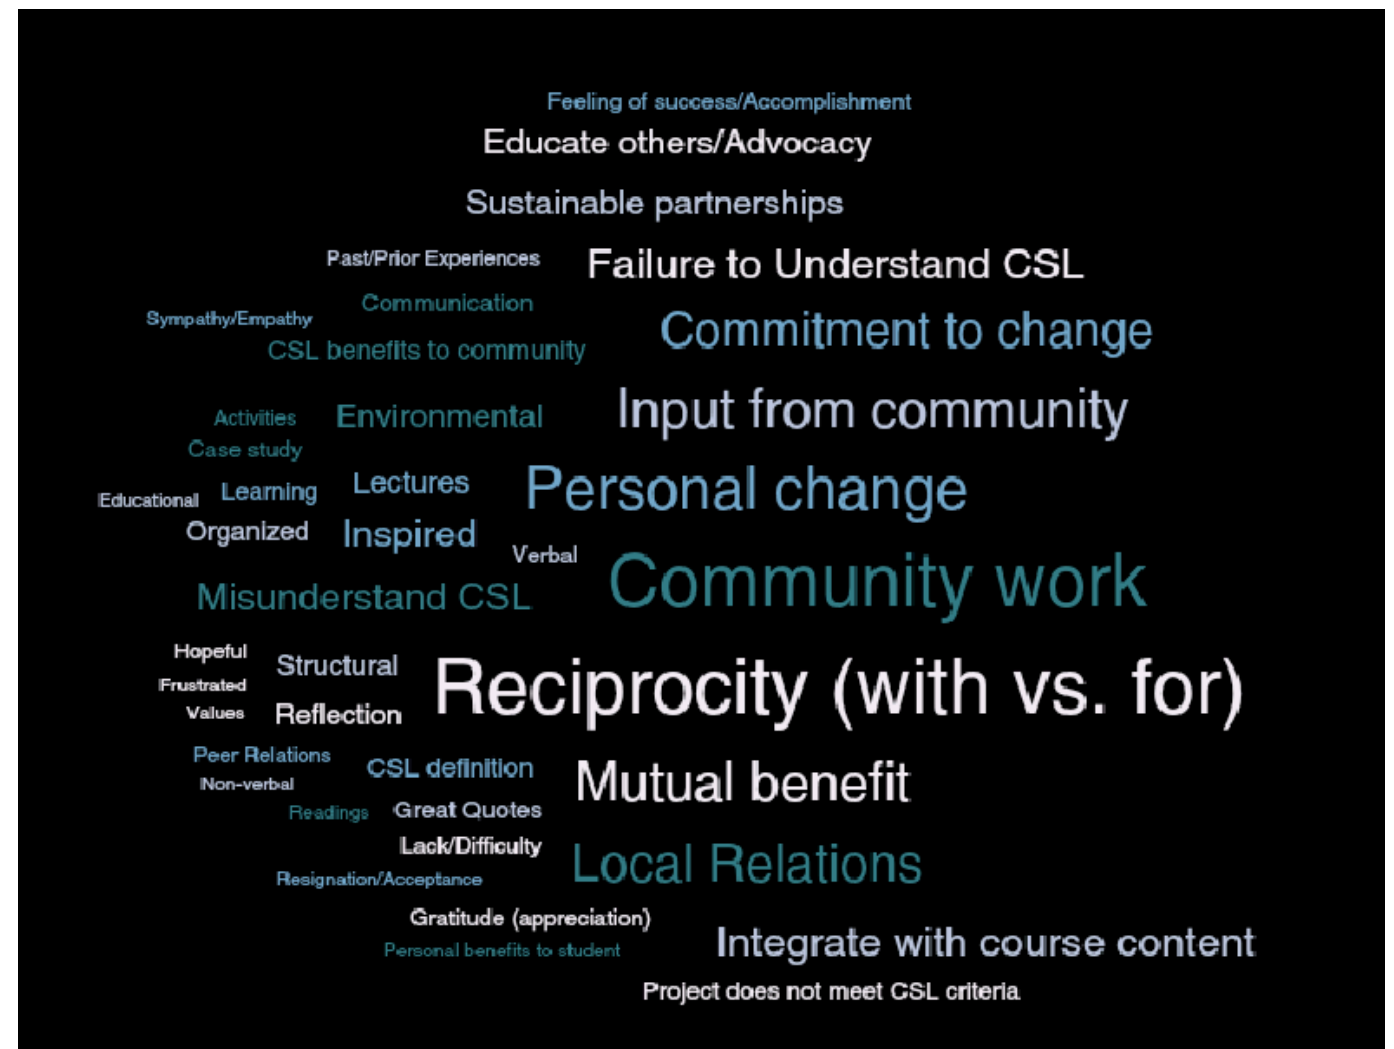 Feeling of success/Accomplishment
Educate others/Advocacy
Sustainable partnerships
Past/Prior Experiences
Failure to Understand CSL
Communication
Sympathy/Empathy
Commitment to change
CSL benefits to community
Input from community
Activities
Environmental
Case study
Personal change
Educational
Learning
Lectures
Organized
Inspired
Verbal
Community work
Misunderstand CSL
Hopeful
Structural
Reciprocity (with vs. for)
Frustrated
Values
Reflection
Peer Relations
CSL definition
Mutual benefit
Non-verbal
Readings
Great Quotes
Lack/Difficulty
Local Relations
Resignation/Acceptance
Gratitude (appreciation)
Personal benefits to student
Integrate with course content
Project does not meet CSL criteria